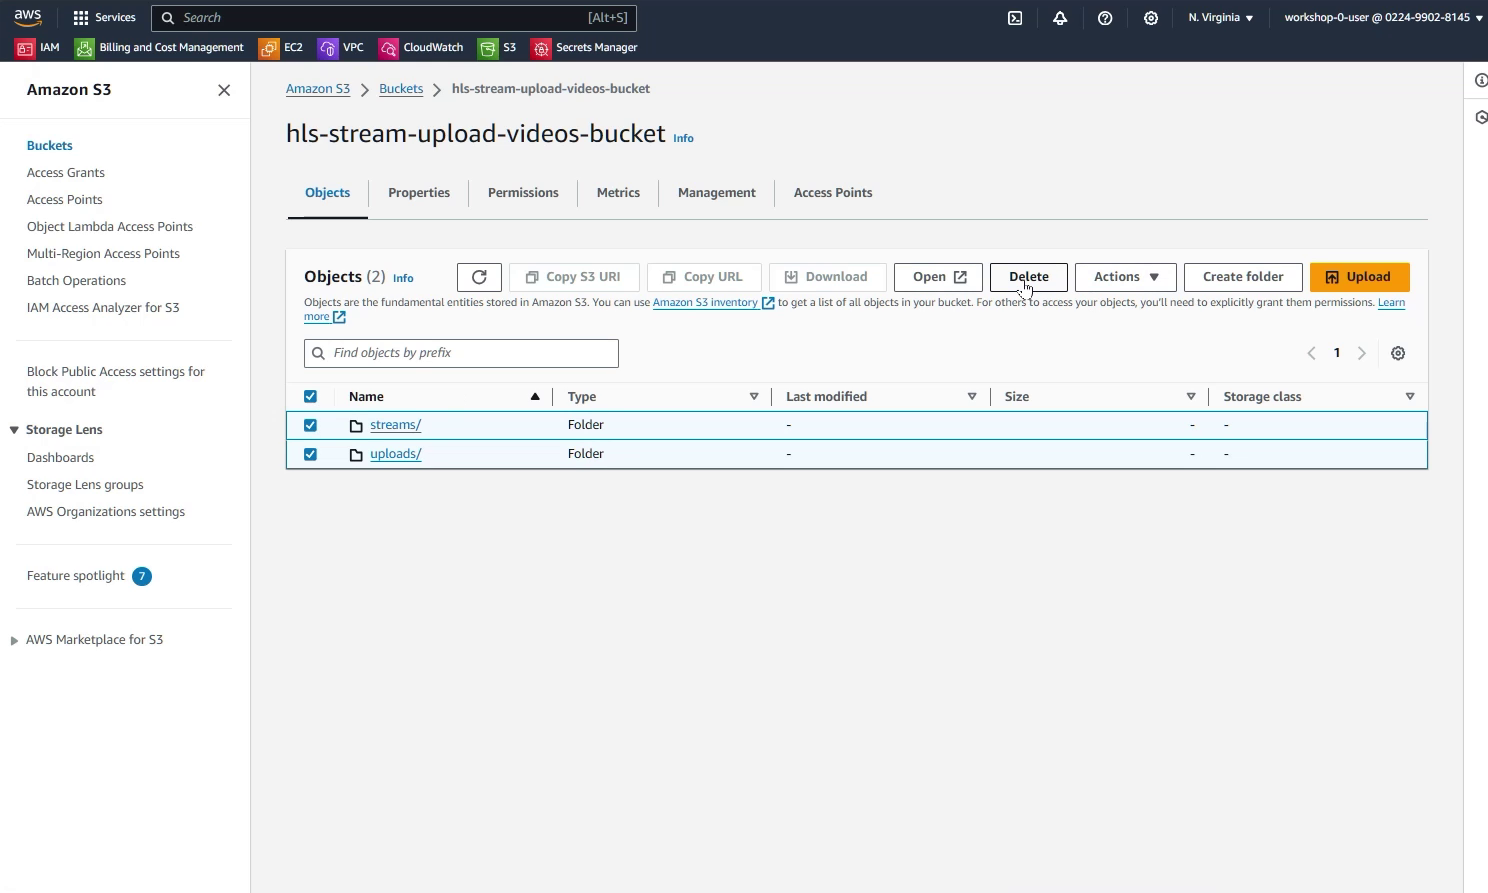 aws
Services
Search
[Alt+S]
N. Virginia
workshop-0-user @ 0224-9902-8145
IAM
Billing and Cost Management
EC2
VPC
CloudWatch
S3
Secrets Manager
Amazon S3
Buckets
Access Grants
Access Points
Object Lambda Access Points
Multi-Region Access Points
Batch Operations
IAM Access Analyzer for S3
Block Public Access settings for
this account
Storage Lens
Dashboards
Storage Lens groups
AWS Organizations settings
Feature spotlight 7
AWS Marketplace for S3
Amazon S3 Buckets hls-stream-upload-videos-bucket
hls-stream-upload-videos-bucket Info
Objects Properties Permissions Metrics Management Access Points
Objects (2) Info Copy S3 URI Copy URL Download Open Delete Actions Create folder Upload
Objects are the fundamental entities stored in Amazon S3. You can use Amazon S3 inventory to get a list of all objects in your bucket. For others to access your objects, you'll need to explicitly grant them permissions. Learn
more
Find objects by prefix
1
Name Type Last modified Size Storage class
streams/ Folder - - -
uploads/ Folder - - -